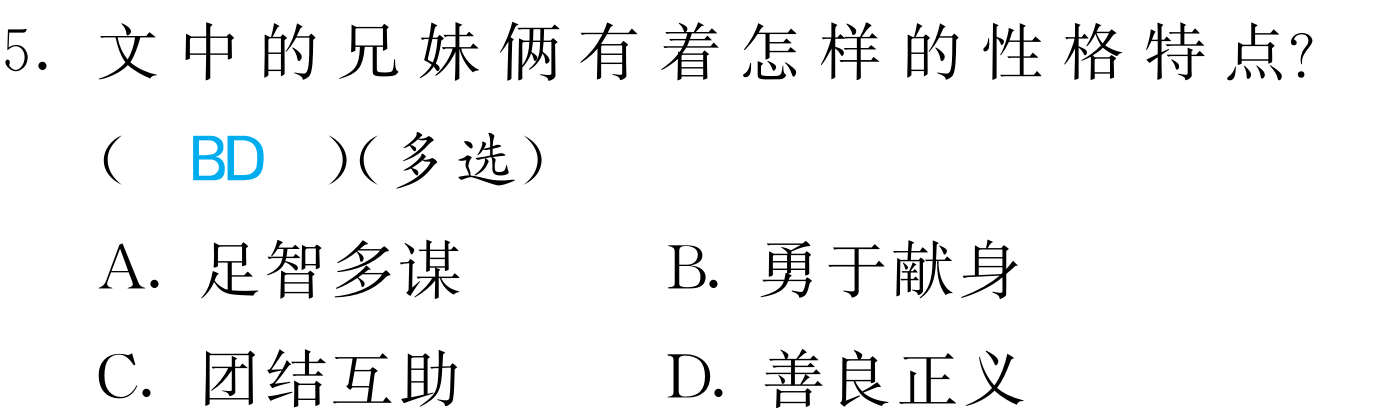 5. 文中的兄妹俩有着怎样的性格特点?
( BD )(多选)
A. 足智多谋 B. 勇于献身
C. 团结互助 D. 善良正义